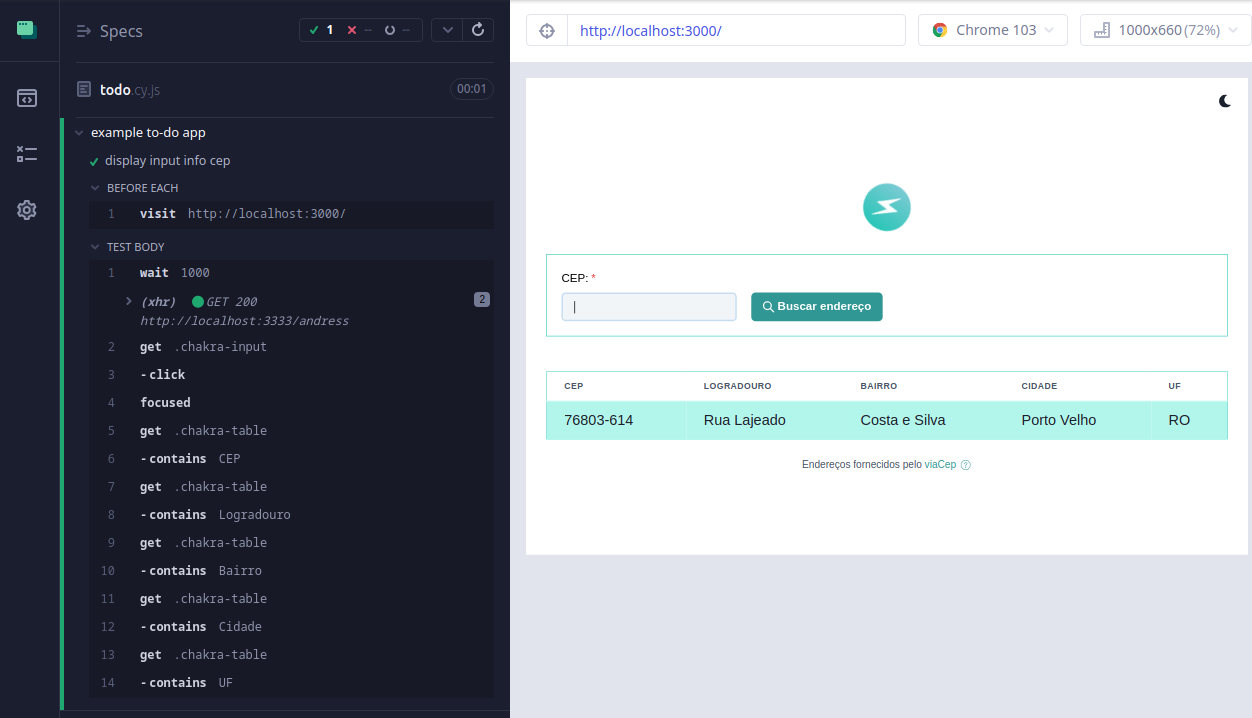 Specs
1 -- --
todo.cy.js
00:01
example to-do app
display input info cep
BEFORE EACH
1 visit http://localhost:3000/
TEST BODY
1 wait 1000
(xhr) GET 200 2
http://localhost:3333/andress
2 get .chakra-input
3 -click
4 focused
5 get .chakra-table
6 -contains CEP
7 get .chakra-table
8 -contains Logradouro
9 get .chakra-table
10 -contains Bairro
11 get .chakra-table
12 -contains Cidade
13 get .chakra-table
14 -contains UF
http://localhost:3000/
Chrome 103
1000x660 (72%)
CEP: *
Buscar endereço
CEP LOGRADOURO BAIRRO CIDADE UF
76803-614 Rua Lajeado Costa e Silva Porto Velho RO
Endereços fornecidos pelo viaCep ?